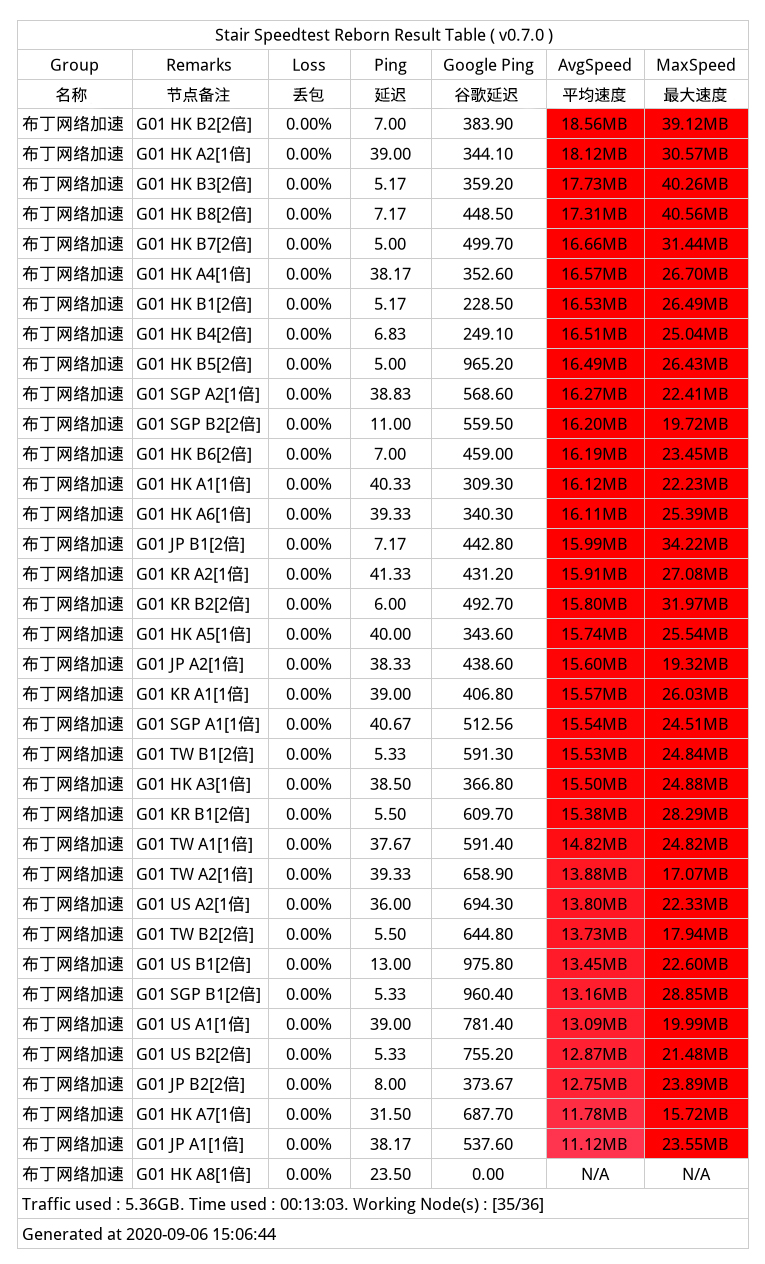 Stair Speedtest Reborn Result Table ( v0.7.0 )
Group Remarks Loss Ping Google Ping AvgSpeed MaxSpeed
名称 节点备注 丢包 延迟 谷歌延迟 平均速度 最大速度
布丁网络加速 G01 HK B2[2倍] 0.00% 7.00 383.90 18.56MB 39.12MB
布丁网络加速 G01 HK A2[1倍] 0.00% 39.00 344.10 18.12MB 30.57MB
布丁网络加速 G01 HK B3[2倍] 0.00% 5.17 359.20 17.73MB 40.26MB
布丁网络加速 G01 HK B8[2倍] 0.00% 7.17 448.50 17.31MB 40.56MB
布丁网络加速 G01 HK B7[2倍] 0.00% 5.00 499.70 16.66MB 31.44MB
布丁网络加速 G01 HK A4[1倍] 0.00% 38.17 352.60 16.57MB 26.70MB
布丁网络加速 G01 HK B1[2倍] 0.00% 5.17 228.50 16.53MB 26.49MB
布丁网络加速 G01 HK B4[2倍] 0.00% 6.83 249.10 16.51MB 25.04MB
布丁网络加速 G01 HK B5[2倍] 0.00% 5.00 965.20 16.49MB 26.43MB
布丁网络加速 G01 SGP A2[1倍] 0.00% 38.83 568.60 16.27MB 22.41MB
布丁网络加速 G01 SGP B2[2倍] 0.00% 11.00 559.50 16.20MB 19.72MB
布丁网络加速 G01 HK B6[2倍] 0.00% 7.00 459.00 16.19MB 23.45MB
布丁网络加速 G01 HK A1[1倍] 0.00% 40.33 309.30 16.12MB 22.23MB
布丁网络加速 G01 HK A6[1倍] 0.00% 39.33 340.30 16.11MB 25.39MB
布丁网络加速 G01 JP B1[2倍] 0.00% 7.17 442.80 15.99MB 34.22MB
布丁网络加速 G01 KR A2[1倍] 0.00% 41.33 431.20 15.91MB 27.08MB
布丁网络加速 G01 KR B2[2倍] 0.00% 6.00 492.70 15.80MB 31.97MB
布丁网络加速 G01 HK A5[1倍] 0.00% 40.00 343.60 15.74MB 25.54MB
布丁网络加速 G01 JP A2[1倍] 0.00% 38.33 438.60 15.60MB 19.32MB
布丁网络加速 G01 KR A1[1倍] 0.00% 39.00 406.80 15.57MB 26.03MB
布丁网络加速 G01 SGP A1[1倍] 0.00% 40.67 512.56 15.54MB 24.51MB
布丁网络加速 G01 TW B1[2倍] 0.00% 5.33 591.30 15.53MB 24.84MB
布丁网络加速 G01 HK A3[1倍] 0.00% 38.50 366.80 15.50MB 24.88MB
布丁网络加速 G01 KR B1[2倍] 0.00% 5.50 609.70 15.38MB 28.29MB
布丁网络加速 G01 TW A1[1倍] 0.00% 37.67 591.40 14.82MB 24.82MB
布丁网络加速 G01 TW A2[1倍] 0.00% 39.33 658.90 13.88MB 17.07MB
布丁网络加速 G01 US A2[1倍] 0.00% 36.00 694.30 13.80MB 22.33MB
布丁网络加速 G01 TW B2[2倍] 0.00% 5.50 644.80 13.73MB 17.94MB
布丁网络加速 G01 US B1[2倍] 0.00% 13.00 975.80 13.45MB 22.60MB
布丁网络加速 G01 SGP B1[2倍] 0.00% 5.33 960.40 13.16MB 28.85MB
布丁网络加速 G01 US A1[1倍] 0.00% 39.00 781.40 13.09MB 19.99MB
布丁网络加速 G01 US B2[2倍] 0.00% 5.33 755.20 12.87MB 21.48MB
布丁网络加速 G01 JP B2[2倍] 0.00% 8.00 373.67 12.75MB 23.89MB
布丁网络加速 G01 HK A7[1倍] 0.00% 31.50 687.70 11.78MB 15.72MB
布丁网络加速 G01 JP A1[1倍] 0.00% 38.17 537.60 11.12MB 23.55MB
布丁网络加速 G01 HK A8[1倍] 0.00% 23.50 0.00 N/A N/A
Traffic used : 5.36GB. Time used : 00:13:03. Working Node(s) : [35/36]
Generated at 2020-09-06 15:06:44